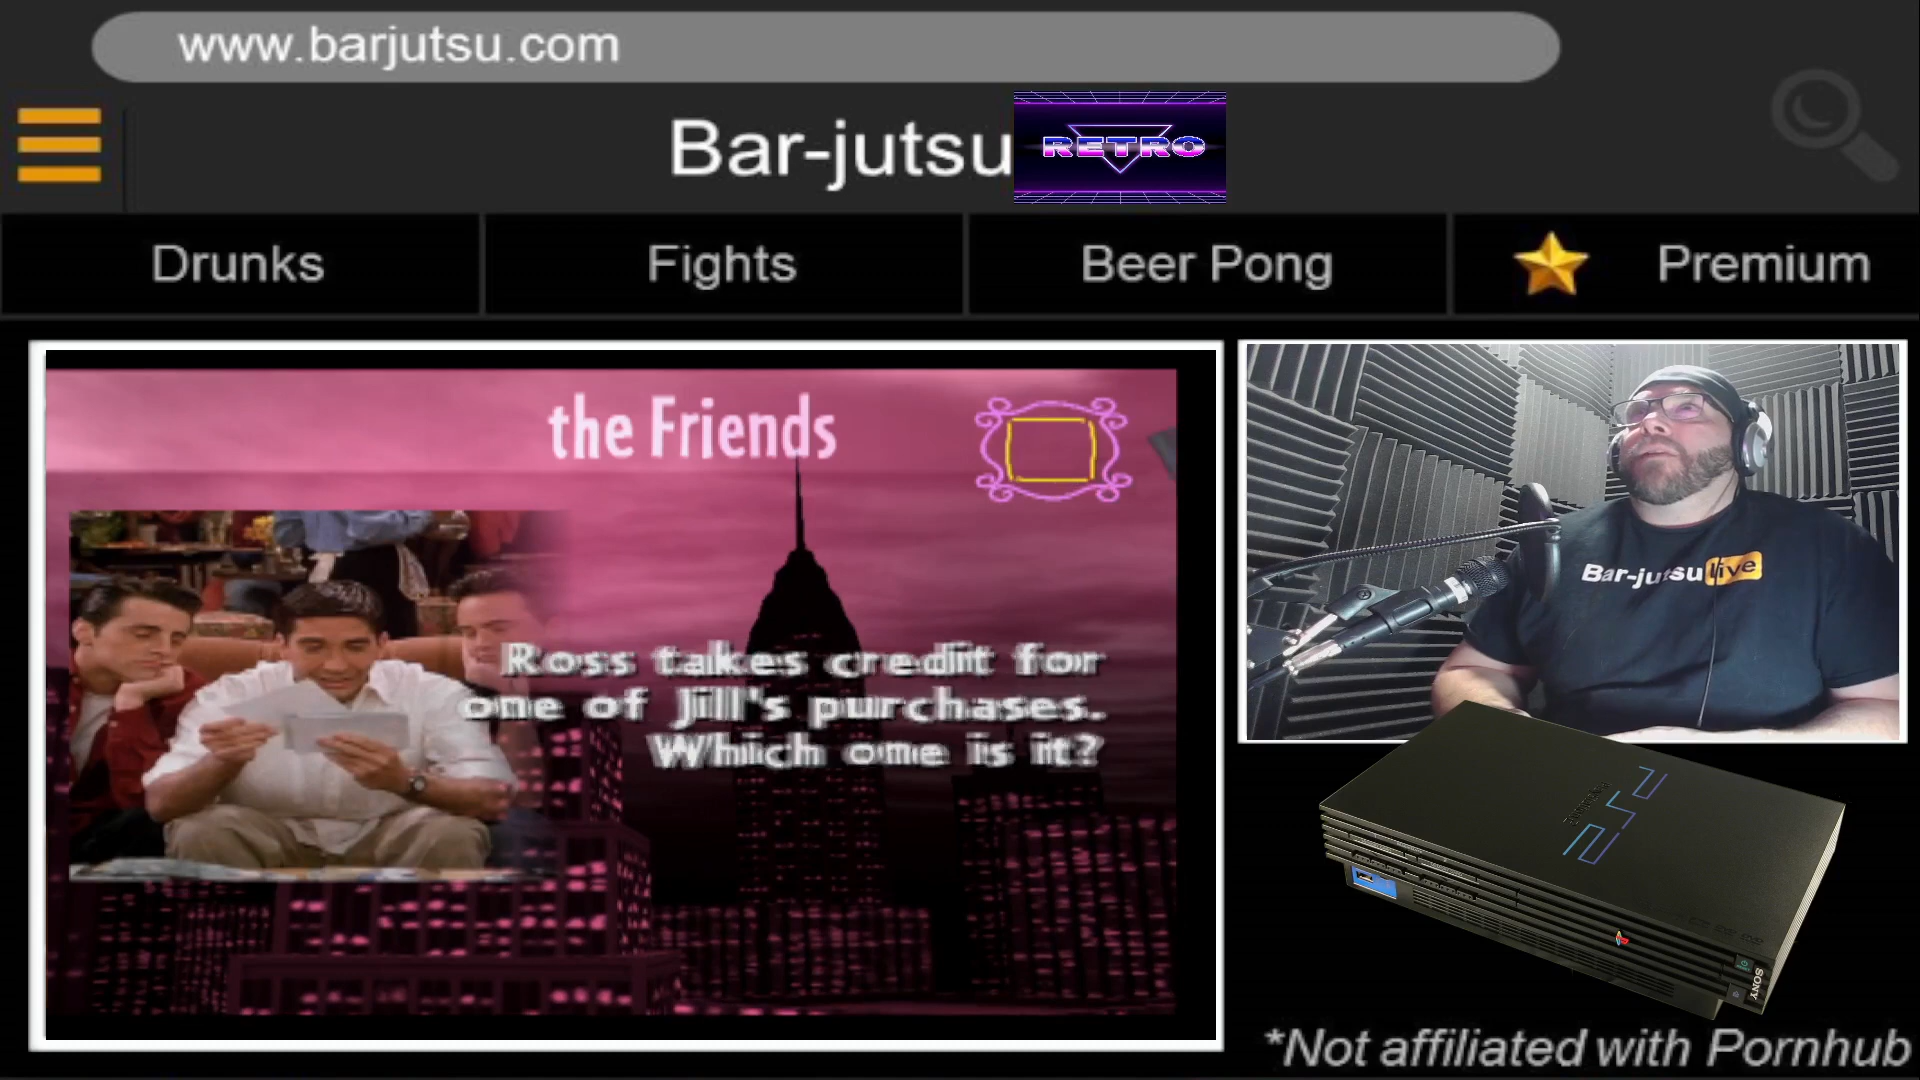 www.barjutsu.com
Bar-jutsu RETRO
Drunks
Fights
Beer Pong
Premium
the Friends
Ross takes credit for
one of Jill's purchases.
Which one is it?
Bar-jutsu live
SONY
*Not affiliated with Pornhub